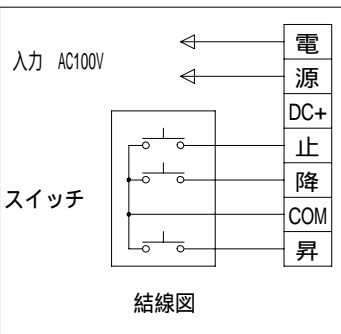 入力 AC100V
スイッチ
電
源
DC+
止
降
COM
昇
結線図